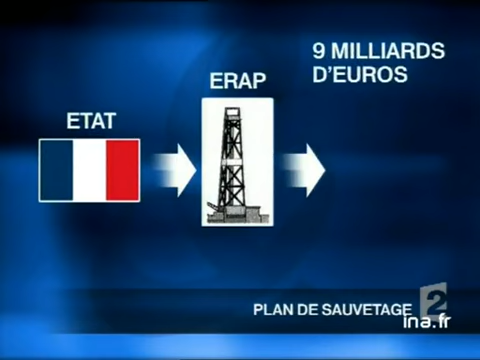 9 MILLIARDS
D'EUROS
ERAP
ETAT
PLAN DE SAUVETAGE
2
ina.fr